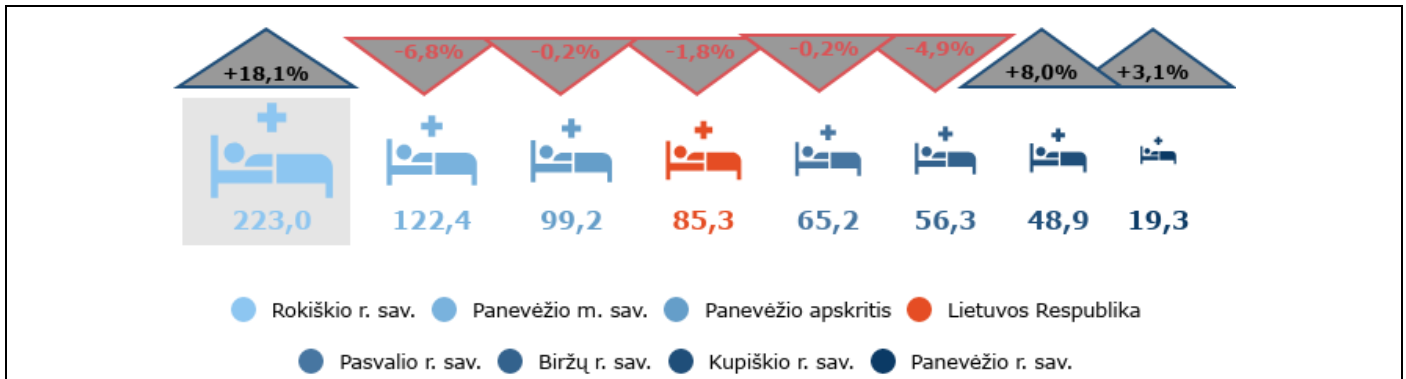 +18,1% -6,8% -0,2% -1,8% -0,2% -4,9% +8,0% +3,1%
223,0 122,4 99,2 85,3 65,2 56,3 48,9 19,3
Rokiškio r. sav. Panevėžio m. sav. Panevėžio apskritis Lietuvos Respublika
Pasvalio r. sav. Biržų r. sav. Kupiškio r. sav. Panevėžio r. sav.